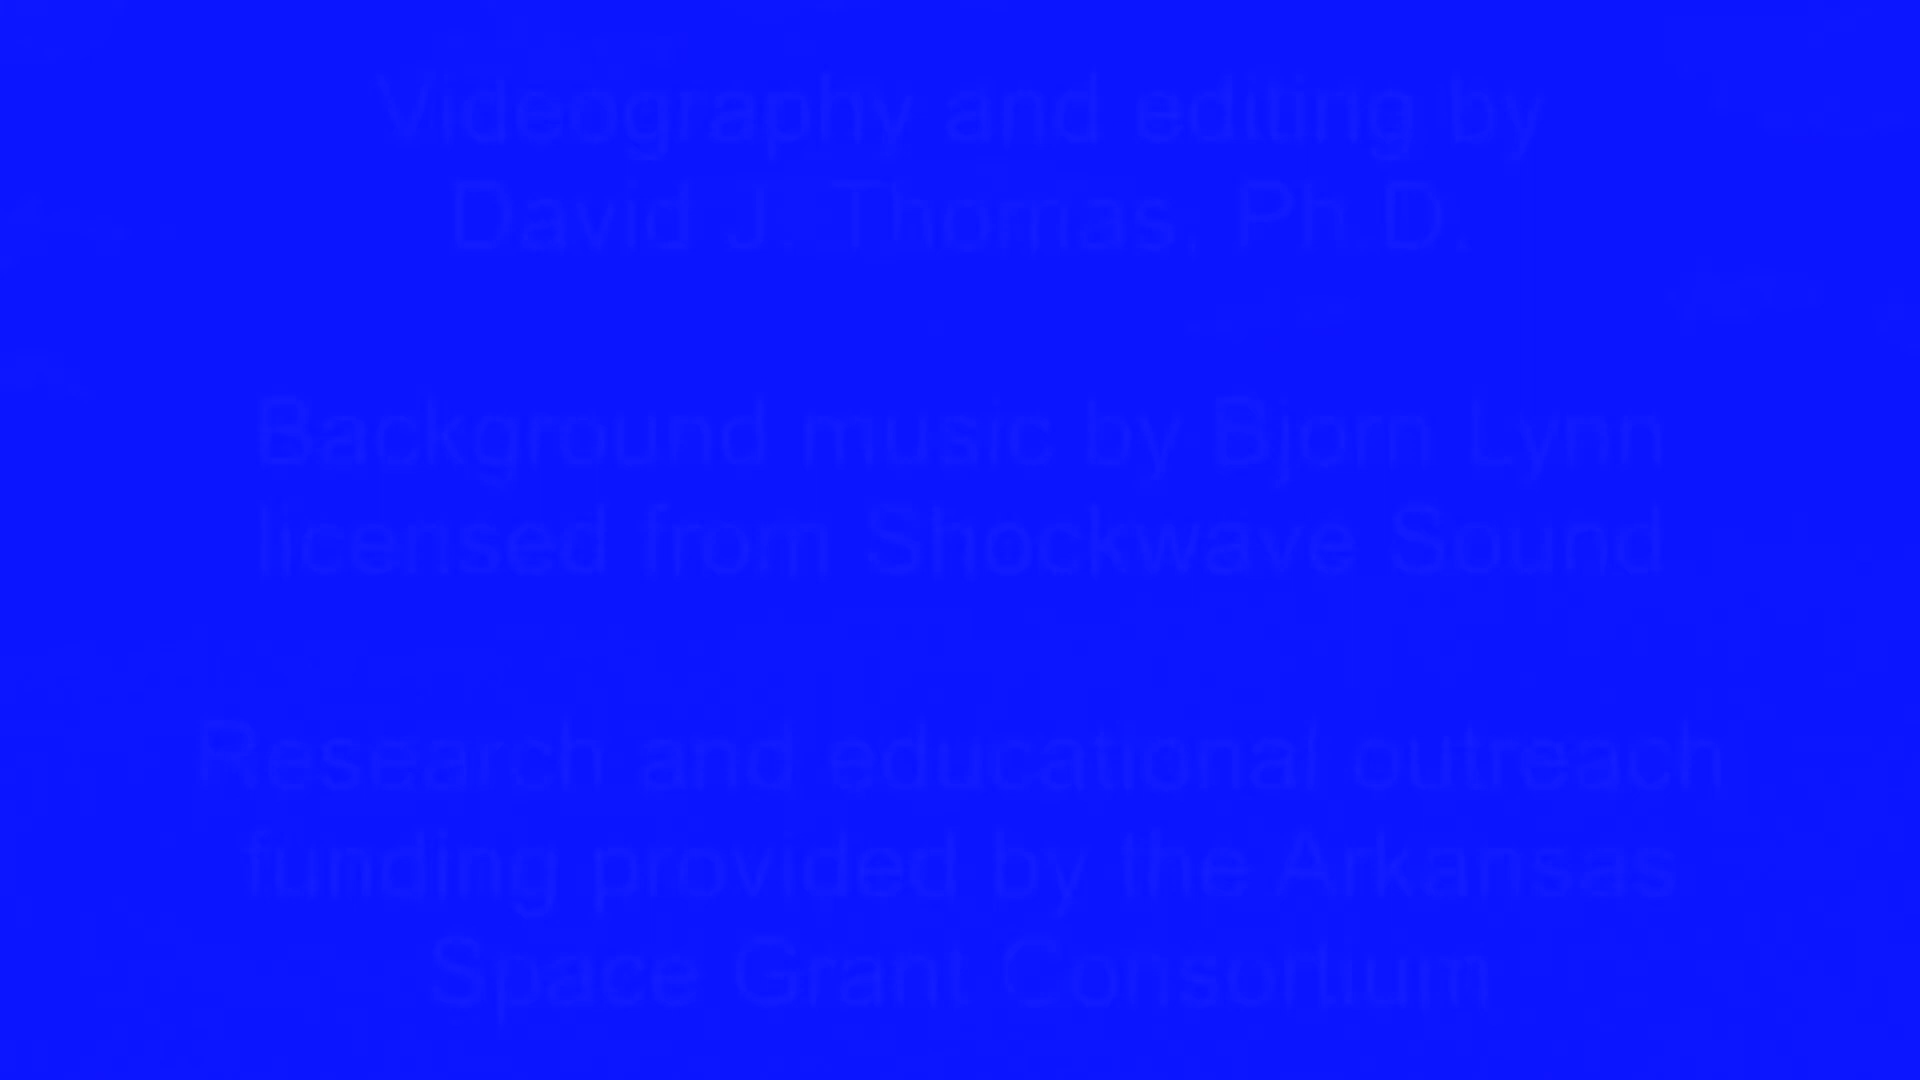 Videography and editing by
David J. Thomas, Ph.D.
Background music by Bjorn Lynn
licensed from Shockwave Sound
Research and educational outreach
funding provided by the Arkansas
Space Grant Consortium